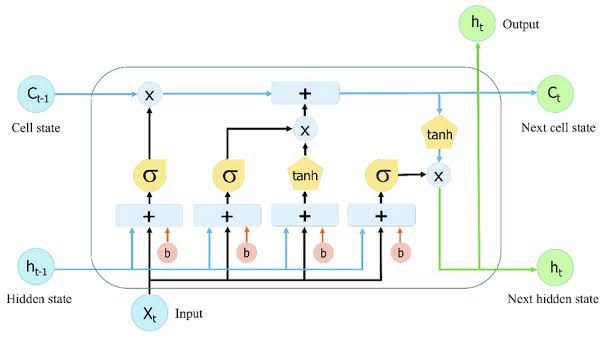 ht
Output
Ct-1
x
+
Ct
Cell state
tanh
Next cell state
x
σ
σ
tanh
σ
x
+
+
+
+
b
b
b
b
ht-1
ht
Hidden state
Next hidden state
Xt
Input